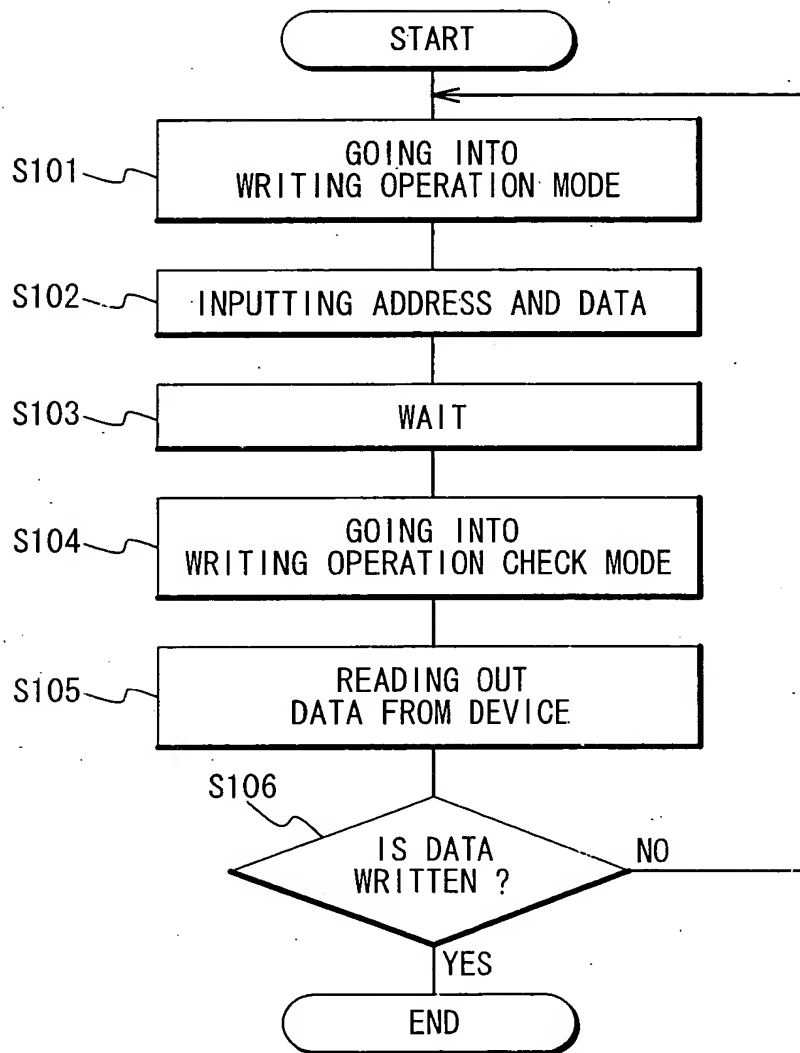 START
S101
GOING INTO
WRITING OPERATION MODE
S102
INPUTTING ADDRESS AND DATA
S103
WAIT
S104
GOING INTO
WRITING OPERATION CHECK MODE
S105
READING OUT
DATA FROM DEVICE
S106
IS DATA
WRITTEN ?
NO
YES
END